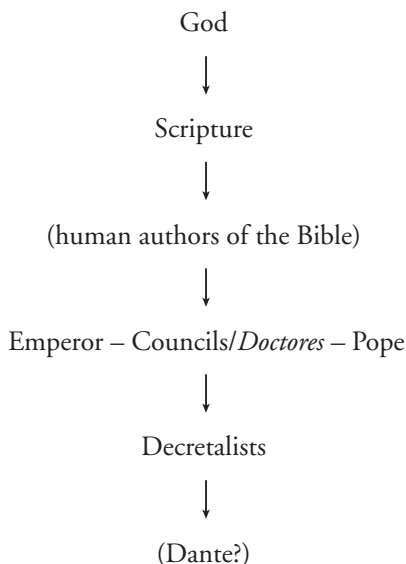 God
Scripture
(human authors of the Bible)
Emperor – Councils/Doctores – Pope
Decretalists
(Dante?)